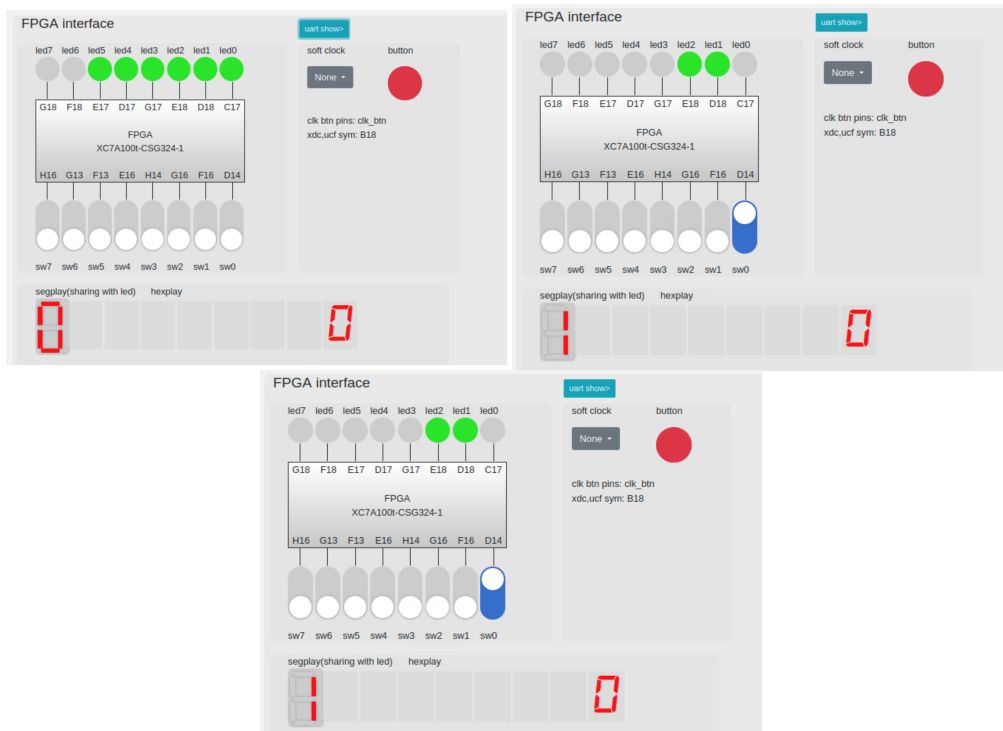 FPGA interface
uart show>
led7 led6 led5 led4 led3 led2 led1 led0
soft clock
button
None
G18 F18 E17 D17 G17 E18 D18 C17
FPGA
XC7A100t-CSG324-1
clk btn pins: clk_btn
xdc,ucf sym: B18
H16 G13 F13 E16 H14 G16 F16 D14
sw7 sw6 sw5 sw4 sw3 sw2 sw1 sw0
segplay(sharing with led) hexplay
0 0
FPGA interface
uart show>
led7 led6 led5 led4 led3 led2 led1 led0
soft clock
button
None
G18 F18 E17 D17 G17 E18 D18 C17
FPGA
XC7A100t-CSG324-1
clk btn pins: clk_btn
xdc,ucf sym: B18
H16 G13 F13 E16 H14 G16 F16 D14
sw7 sw6 sw5 sw4 sw3 sw2 sw1 sw0
segplay(sharing with led) hexplay
1 0
FPGA interface
uart show>
led7 led6 led5 led4 led3 led2 led1 led0
soft clock
button
None
G18 F18 E17 D17 G17 E18 D18 C17
FPGA
XC7A100t-CSG324-1
clk btn pins: clk_btn
xdc,ucf sym: B18
H16 G13 F13 E16 H14 G16 F16 D14
sw7 sw6 sw5 sw4 sw3 sw2 sw1 sw0
segplay(sharing with led) hexplay
1 0